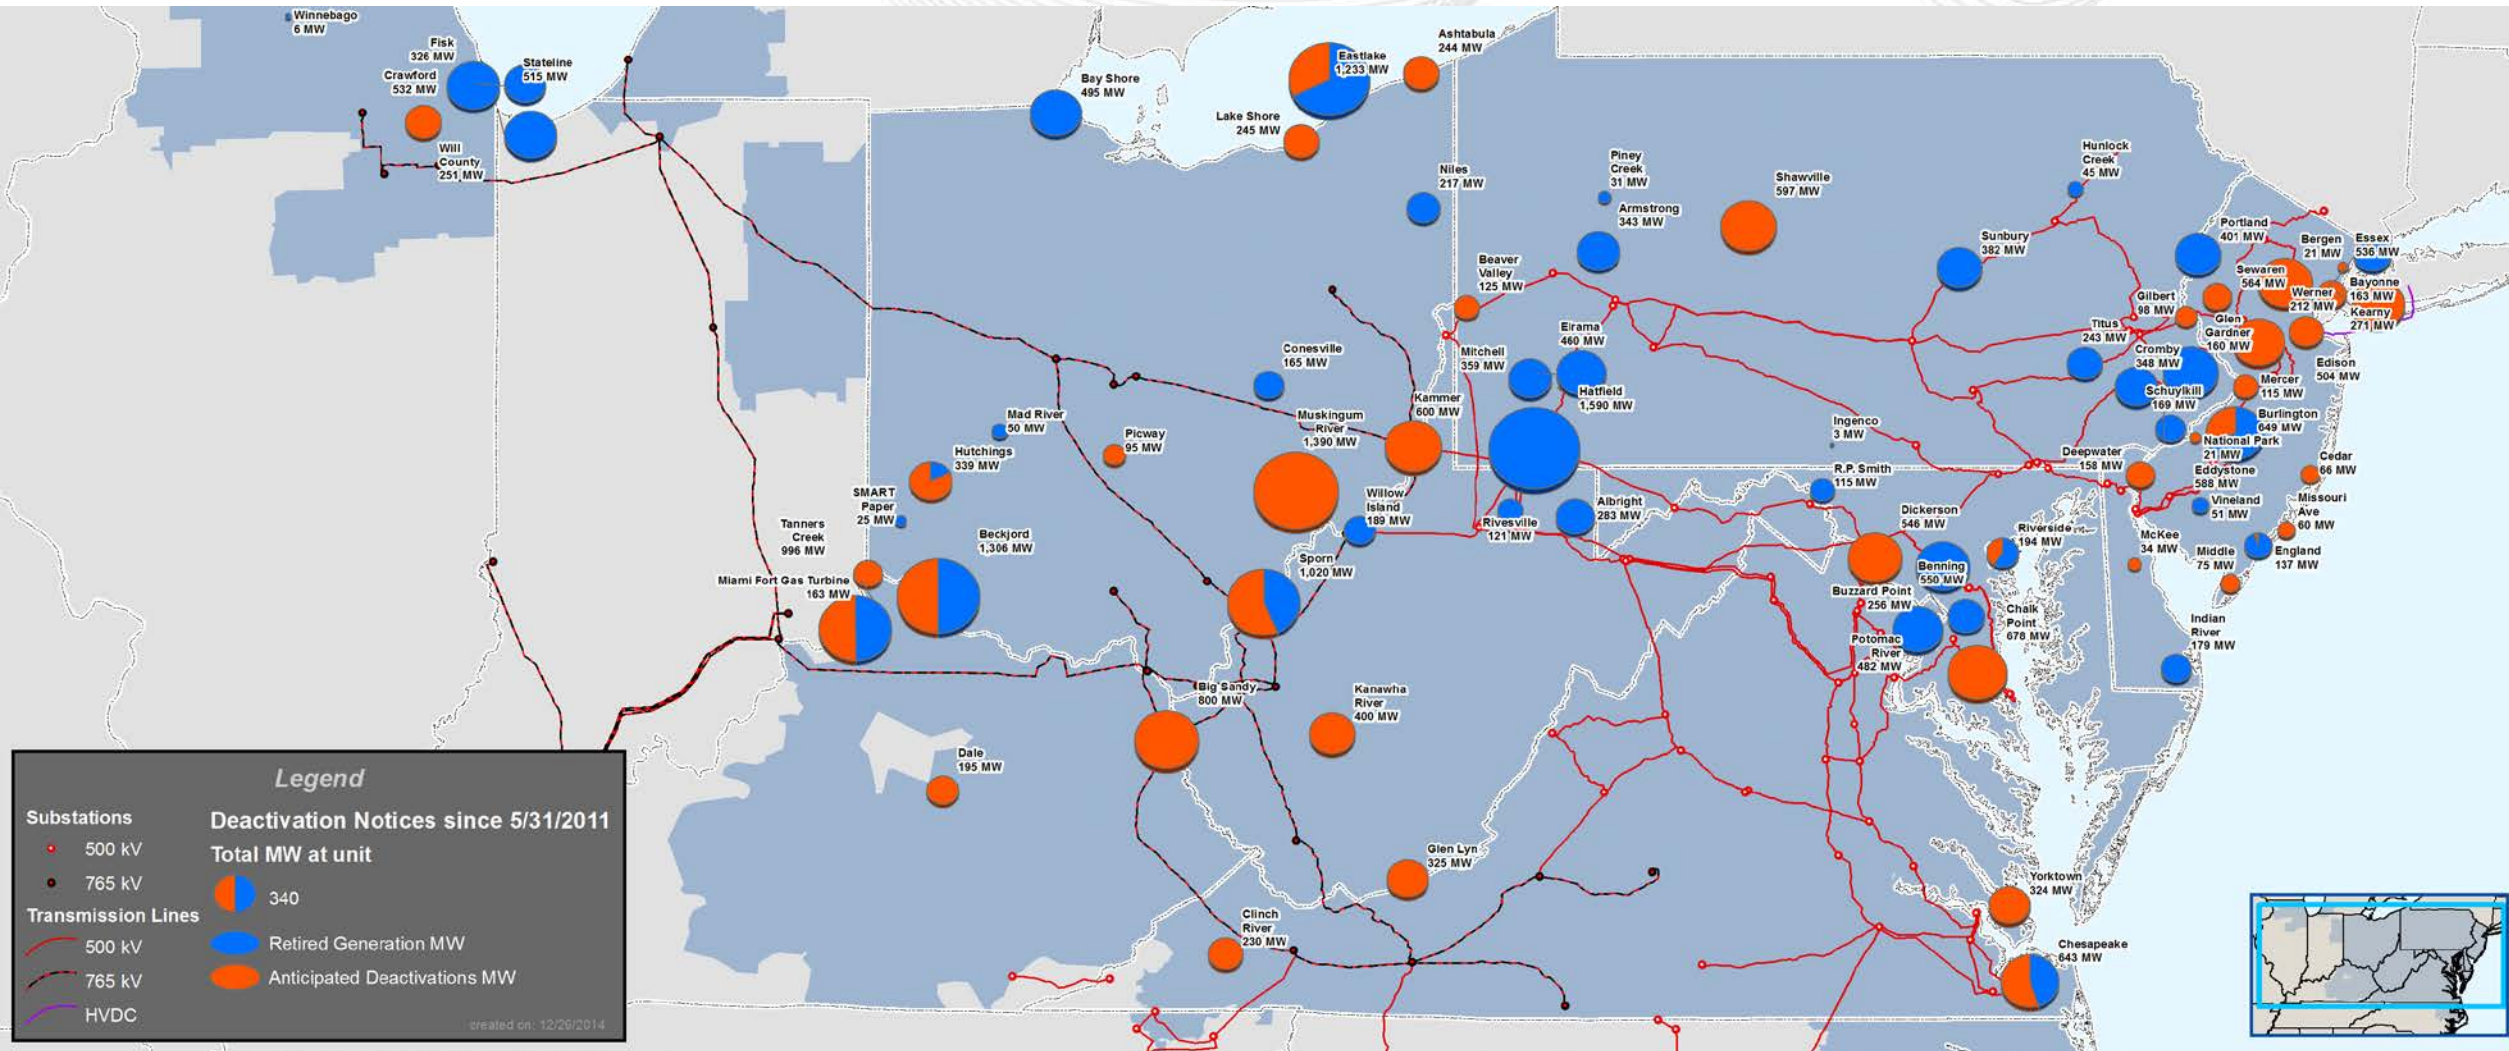 Winnebago
6 MW
Fisk
326 MW
Crawford
532 MW
Stateline
515 MW
Will
County
251 MW
Bay Shore
495 MW
Eastlake
1,233 MW
Ashtabula
244 MW
Lake Shore
245 MW
Niles
217 MW
Piney
Creek
31 MW
Armstrong
343 MW
Shawville
597 MW
Hunlock
Creek
45 MW
Sunbury
382 MW
Portland
401 MW
Bergen
21 MW
Essex
536 MW
Sewaren
564 MW
Bayonne
163 MW
Werner
212 MW
Kearny
271 MW
Gilbert
98 MW
Glen
Gardner
160 MW
Titus
243 MW
Cromby
348 MW
Edison
504 MW
Mercer
115 MW
Schuylkill
169 MW
Burlington
649 MW
National Park
21 MW
Beaver
Valley
125 MW
Eirama
460 MW
Mitchell
359 MW
Hatfield
1,590 MW
Conesville
165 MW
Kammer
600 MW
Muskingum
River
1,390 MW
Mad River
50 MW
Picway
95 MW
Hutchings
339 MW
SMART
Paper
25 MW
Ingenco
3 MW
Deepwater
158 MW
Eddystone
588 MW
Cedar
66 MW
Vineland
51 MW
Missouri
Ave
60 MW
R.P. Smith
115 MW
Willow
Island
189 MW
Rivesville
121 MW
Albright
283 MW
Dickerson
546 MW
Riverside
194 MW
McKee
34 MW
Middle
75 MW
England
137 MW
Tanners
Creek
996 MW
Beckjord
1,306 MW
Sporn
1,020 MW
Miami Fort Gas Turbine
163 MW
Benning
550 MW
Buzzard Point
256 MW
Chalk
Point
678 MW
Potomac
River
482 MW
Indian
River
179 MW
Big Sandy
800 MW
Kanawha
River
400 MW
Dale
195 MW
Glen Lyn
325 MW
Yorktown
324 MW
Clinch
River
230 MW
Chesapeake
643 MW
Legend
Substations
500 kV
765 kV
Transmission Lines
500 kV
765 kV
HVDC
Deactivation Notices since 5/31/2011
Total MW at unit
340
Retired Generation MW
Anticipated Deactivations MW
created on: 12/29/2014